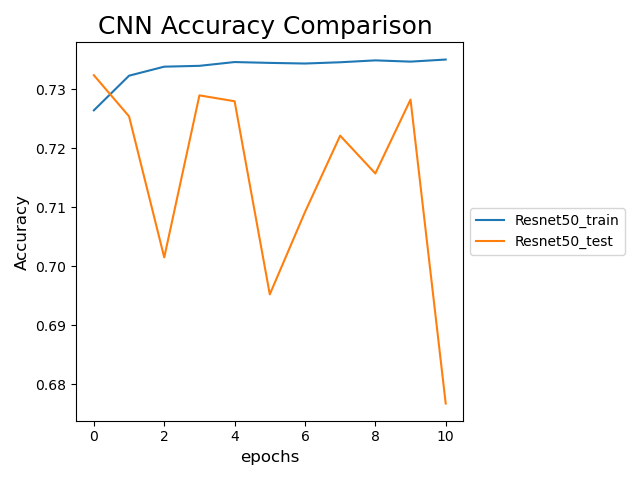 CNN Accuracy Comparison
Accuracy
0.73
0.72
0.71
0.70
0.69
0.68
0 2 4 6 8 10
epochs
Resnet50_train
Resnet50_test